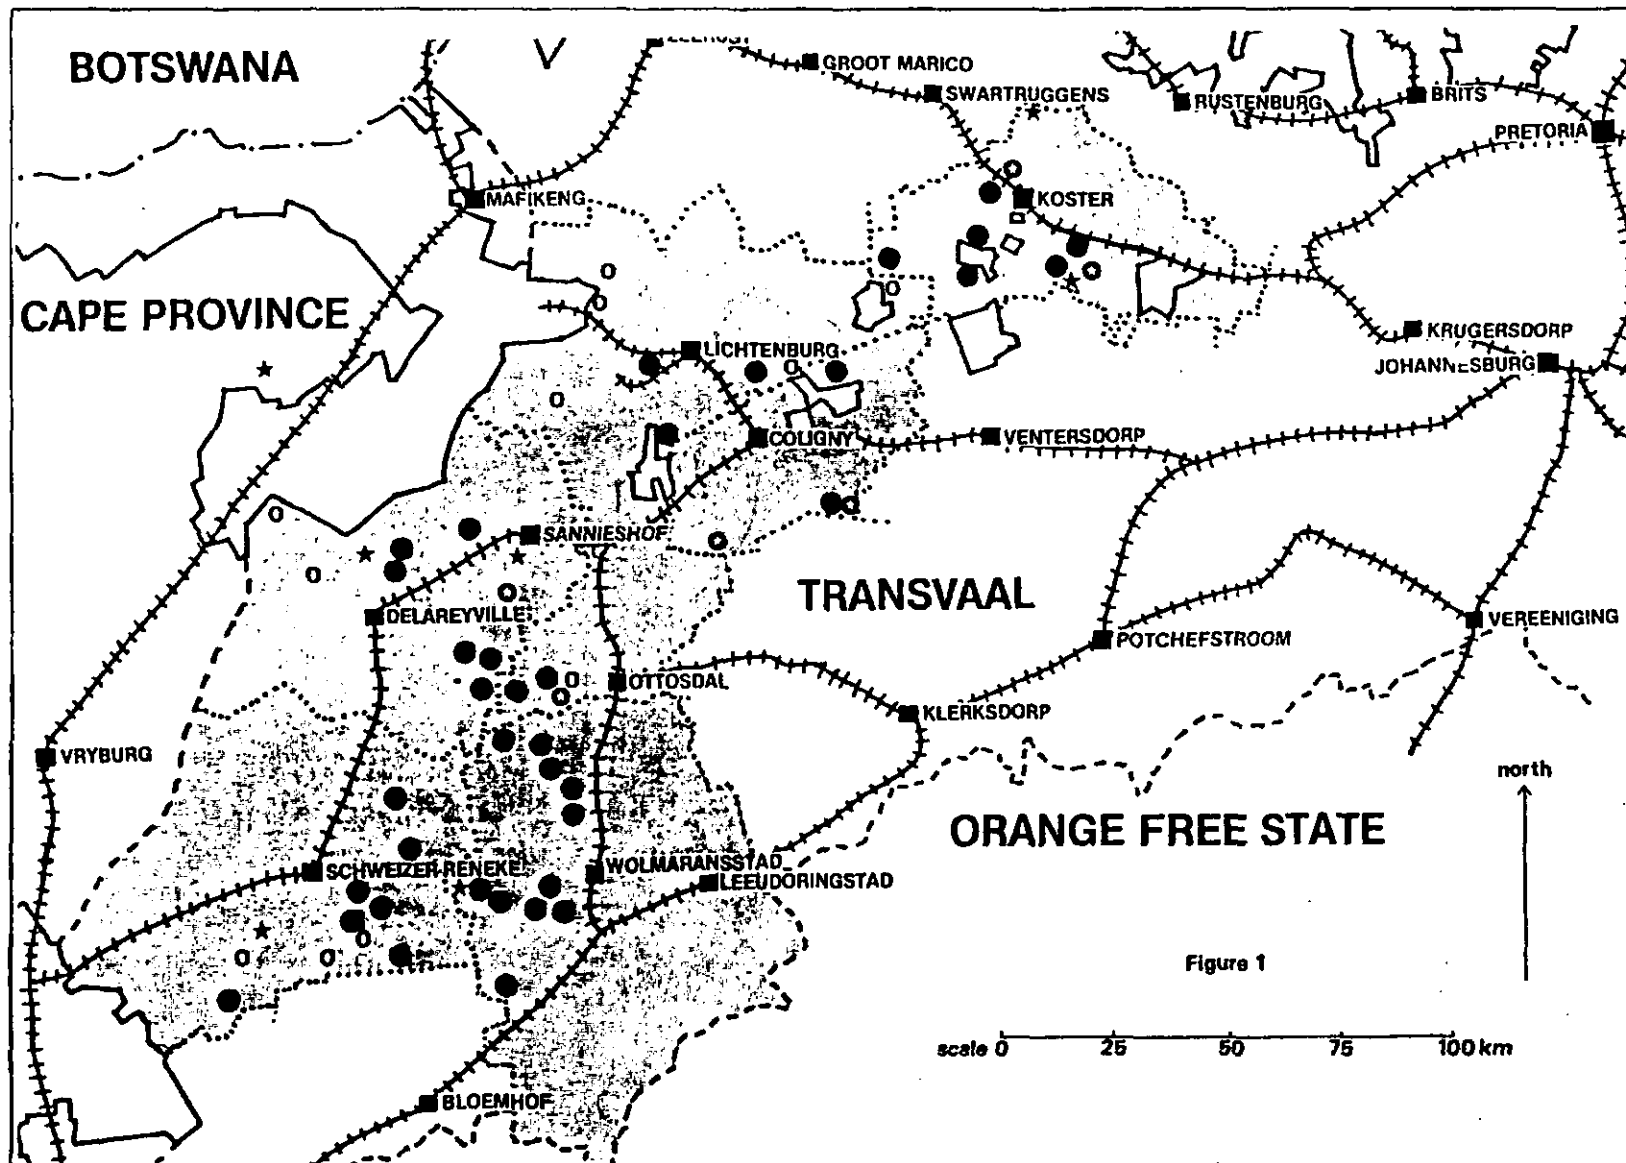 BOTSWANA
GROOT MARICO
SWARTRUGGENS
RUSTENBURG
BRITS
PRETORIA
MAFIKENG
KOSTER
CAPE PROVINCE
KRUGERSDORP
LICHTENBURG
JOHANNESBURG
COLIGNY
VENTERSDORP
SANNIESHOF
TRANSVAAL
DELAREYVILLE
VEREENIGING
POTCHEFSTROOM
OTTOSDAL
KLERKSDORP
VRYBURG
north
ORANGE FREE STATE
WOLMARANSSTAD
SCHWEIZER-RENEKE
LEEUDORINGSTAD
Figure 1
scale 0 25 50 75 100 km
BLOEMHOF